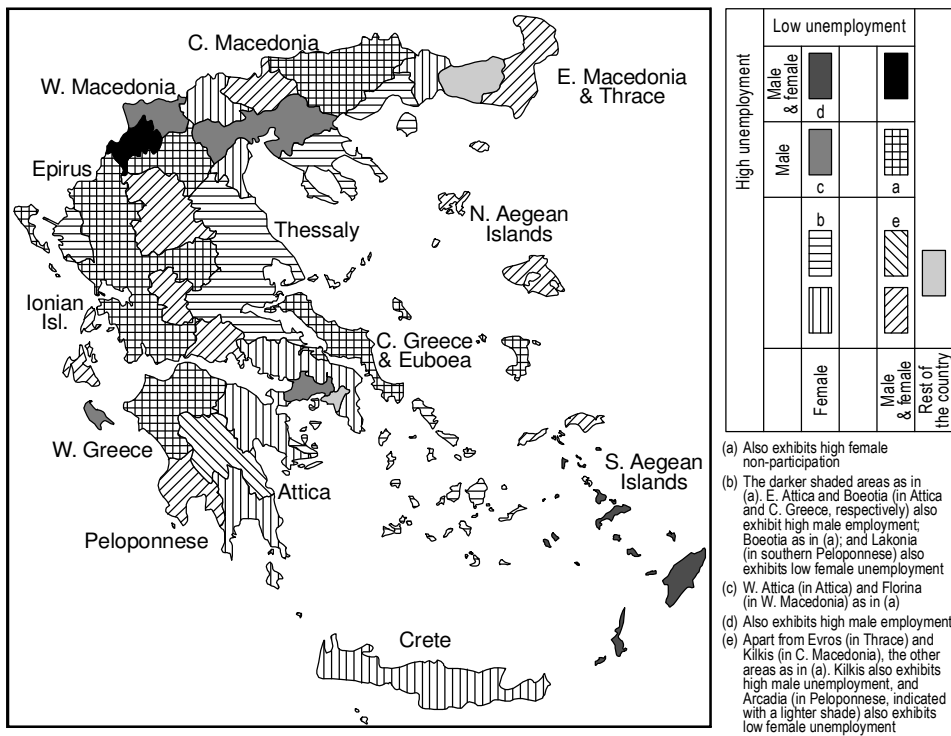 C. Macedonia
W. Macedonia
E. Macedonia
& Thrace
Epirus
Thessaly
N. Aegean
Islands
Ionian
Isl.
C. Greece
& Euboea
W. Greece
Attica
S. Aegean
Islands
Peloponnese
Crete
Low unemployment
High unemployment
Male
& female
d
Male
c
a
b
e
Female
Male
& female
Rest of
the country
(a) Also exhibits high female
non-participation
(b) The darker shaded areas as in
(a). E. Attica and Boeotia (in Attica
and C. Greece, respectively) also
exhibit high male employment;
Boeotia as in (a); and Lakonia
(in southern Peloponnese) also
exhibits low female unemployment
(c) W. Attica (in Attica) and Florina
(in W. Macedonia) as in (a)
(d) Also exhibits high male employment
(e) Apart from Evros (in Thrace) and
Kilkis (in C. Macedonia), the other
areas as in (a). Kilkis also exhibits
high male unemployment, and
Arcadia (in Peloponnese, indicated
with a lighter shade) also exhibits
low female unemployment